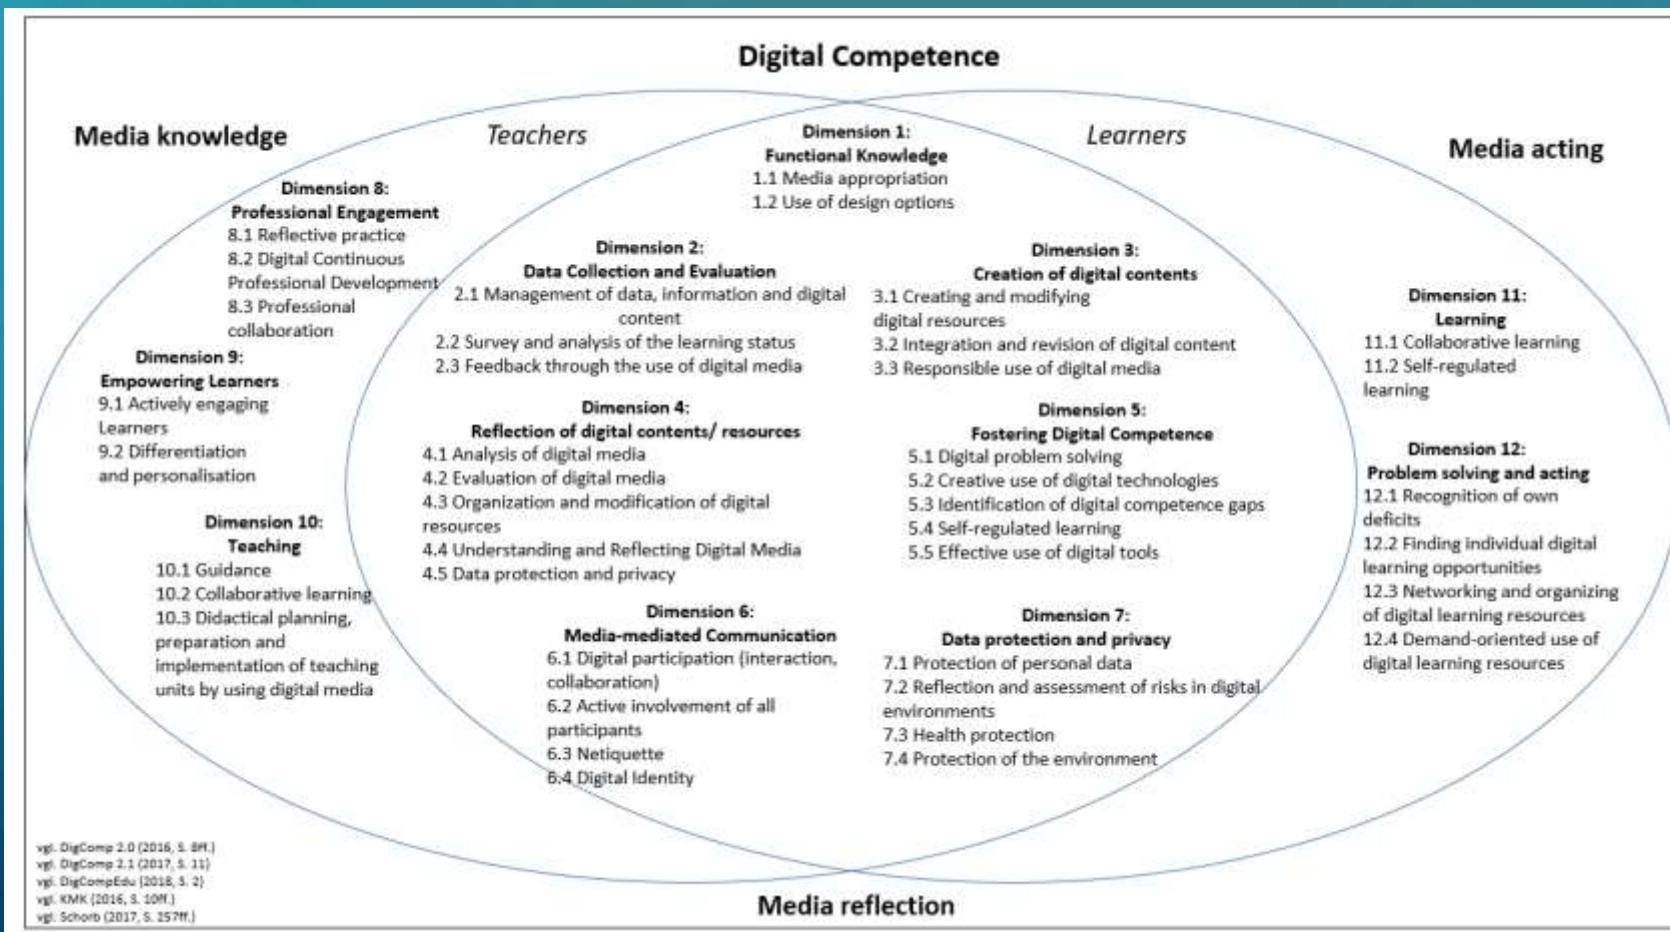 Digital Competence
Media knowledge
Teachers
Learners
Media acting
Dimension 1:
Functional Knowledge
1.1 Media appropriation
1.2 Use of design options
Dimension 8:
Professional Engagement
8.1 Reflective practice
8.2 Digital Continuous
Professional Development
8.3 Professional
collaboration
Dimension 9:
Empowering Learners
9.1 Actively engaging
Learners
9.2 Differentiation
and personalisation
Dimension 10:
Teaching
10.1 Guidance
10.2 Collaborative learning
10.3 Didactical planning,
preparation and
implementation of teaching
units by using digital media
Dimension 2:
Data Collection and Evaluation
2.1 Management of data, information and digital
content
2.2 Survey and analysis of the learning status
2.3 Feedback through the use of digital media
Dimension 3:
Creation of digital contents
3.1 Creating and modifying
digital resources
3.2 Integration and revision of digital content
3.3 Responsible use of digital media
Dimension 4:
Reflection of digital contents/ resources
4.1 Analysis of digital media
4.2 Evaluation of digital media
4.3 Organization and modification of digital
resources
4.4 Understanding and Reflecting Digital Media
4.5 Data protection and privacy
Dimension 5:
Fostering Digital Competence
5.1 Digital problem solving
5.2 Creative use of digital technologies
5.3 Identification of digital competence gaps
5.4 Self-regulated learning
5.5 Effective use of digital tools
Dimension 6:
Media-mediated Communication
6.1 Digital participation (interaction,
collaboration)
6.2 Active involvement of all
participants
6.3 Netiquette
6.4 Digital Identity
Dimension 7:
Data protection and privacy
7.1 Protection of personal data
7.2 Reflection and assessment of risks in digital
environments
7.3 Health protection
7.4 Protection of the environment
Dimension 11:
Learning
11.1 Collaborative learning
11.2 Self-regulated
learning
Dimension 12:
Problem solving and acting
12.1 Recognition of own
deficits
12.2 Finding individual digital
learning opportunities
12.3 Networking and organizing
of digital learning resources
12.4 Demand-oriented use of
digital learning resources
vgl. DigComp 2.0 (2016, S. 8ff.)
vgl. DigComp 2.1 (2017, S. 11)
vgl. DigCompEdu (2018, S. 2)
vgl. KMK (2016, S. 10ff.)
vgl. Schorb (2017, S. 257ff.)
Media reflection